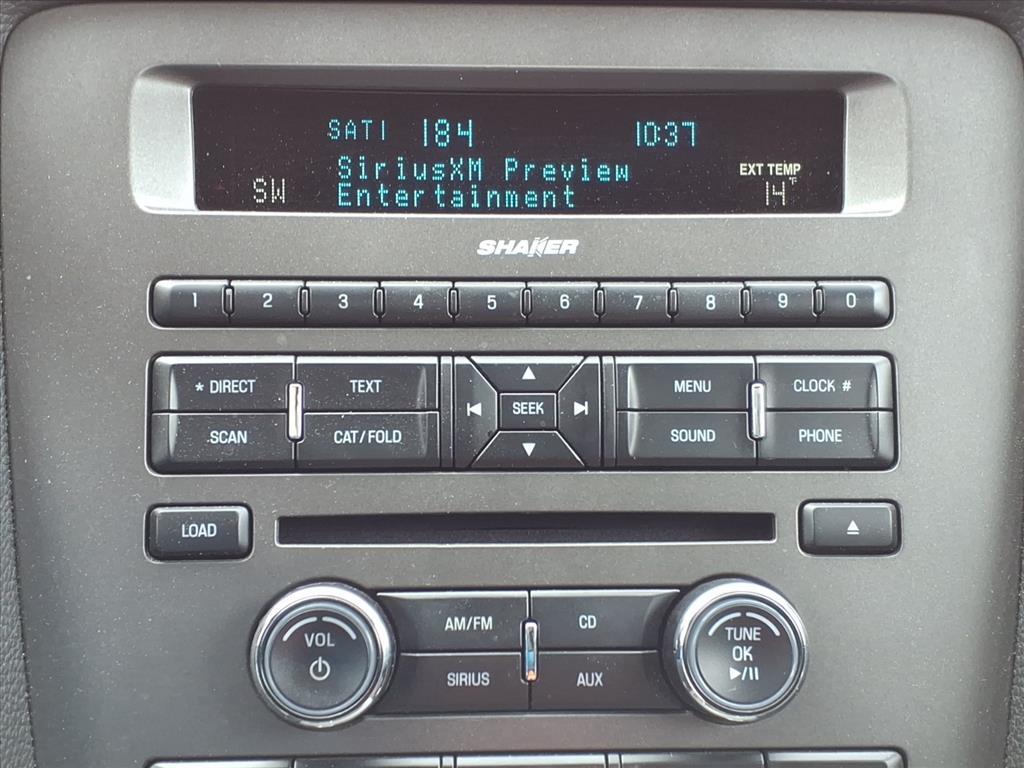 SAT1 184 10:37
SiriusXM Preview
EXT TEMP
SW Entertainment 14°F
SHAKER
1 2 3 4 5 6 7 8 9 0
* DIRECT TEXT MENU CLOCK #
SEEK
SCAN CAT/FOLD SOUND PHONE
LOAD
VOL AM/FM CD TUNE
OK
SIRIUS AUX